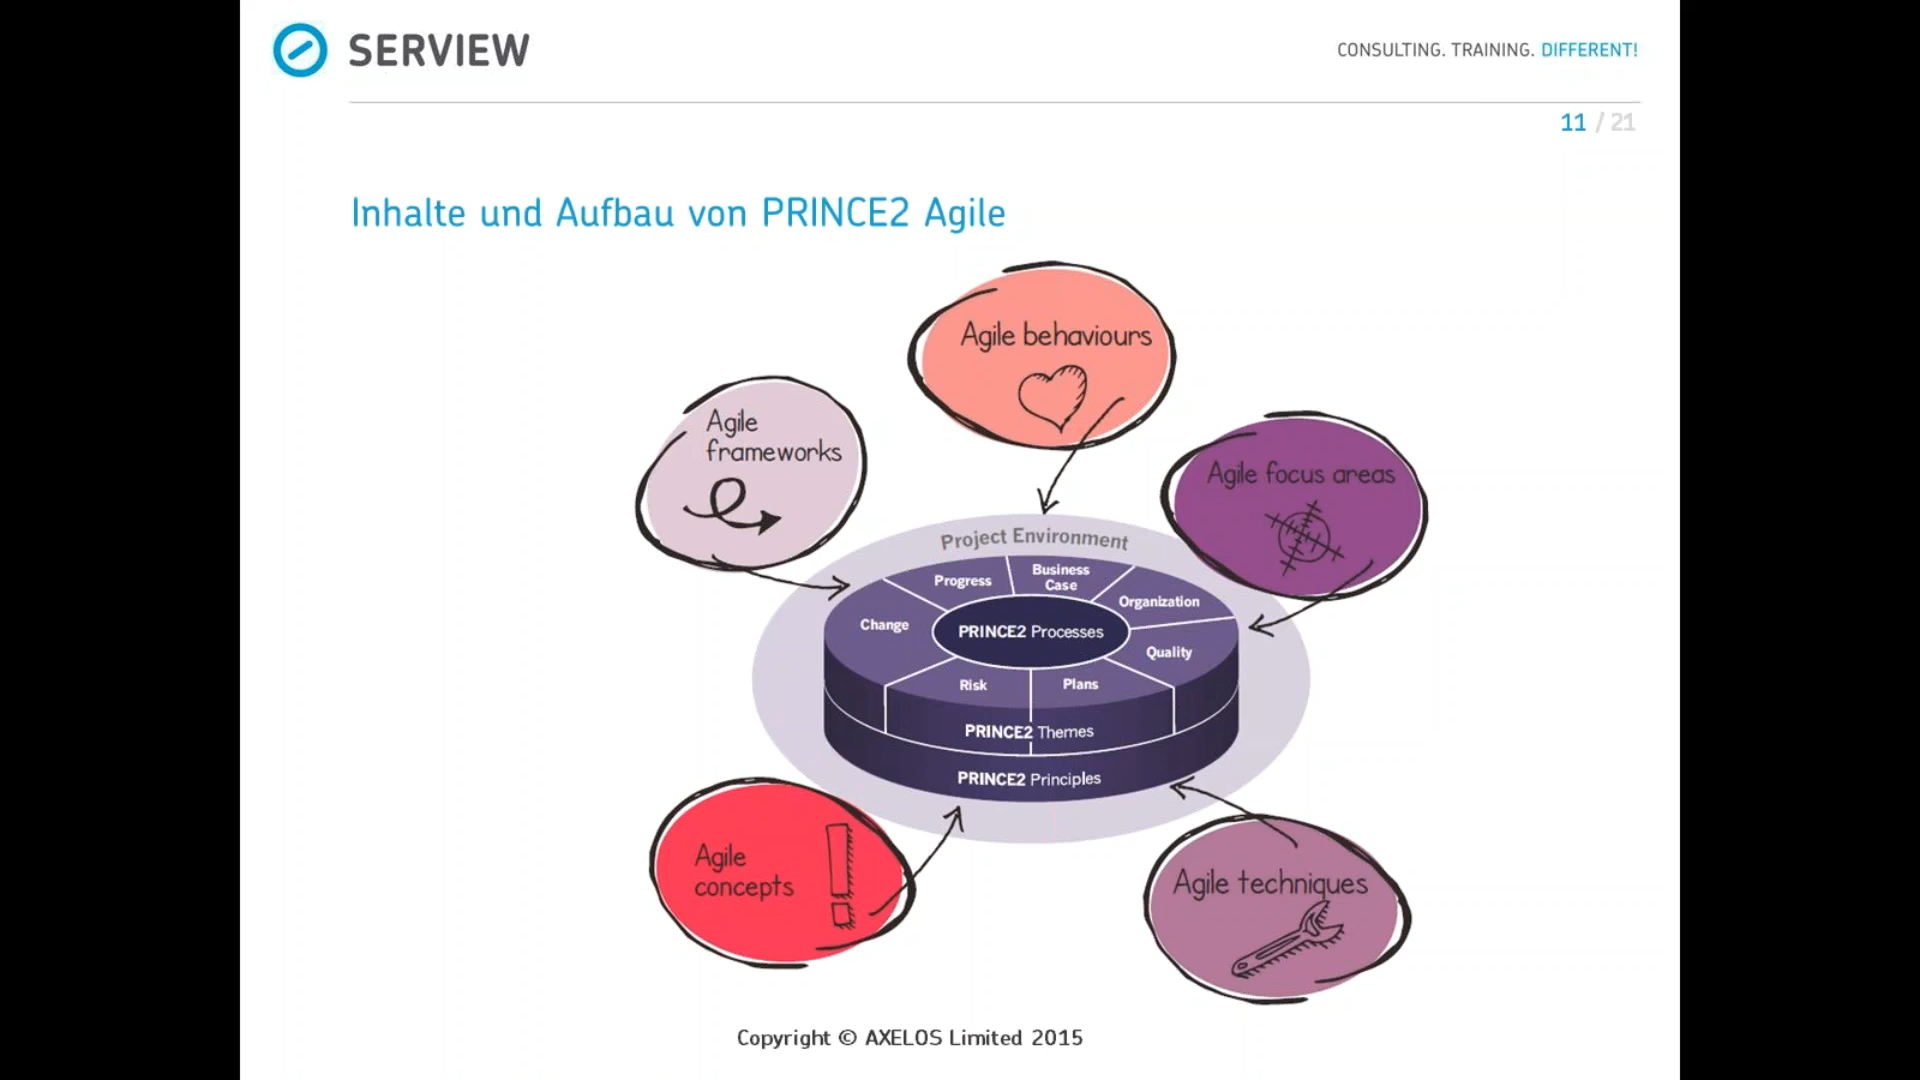 SERVIEW
CONSULTING. TRAINING. DIFFERENT!
11 / 21
Inhalte und Aufbau von PRINCE2 Agile
Agile behaviours
Agile
frameworks
Agile focus areas
Project Environment
Progress
Business
Case
Organization
Change
PRINCE2 Processes
Quality
Risk
Plans
PRINCE2 Themes
PRINCE2 Principles
Agile
concepts
Agile techniques
Copyright © AXELOS Limited 2015